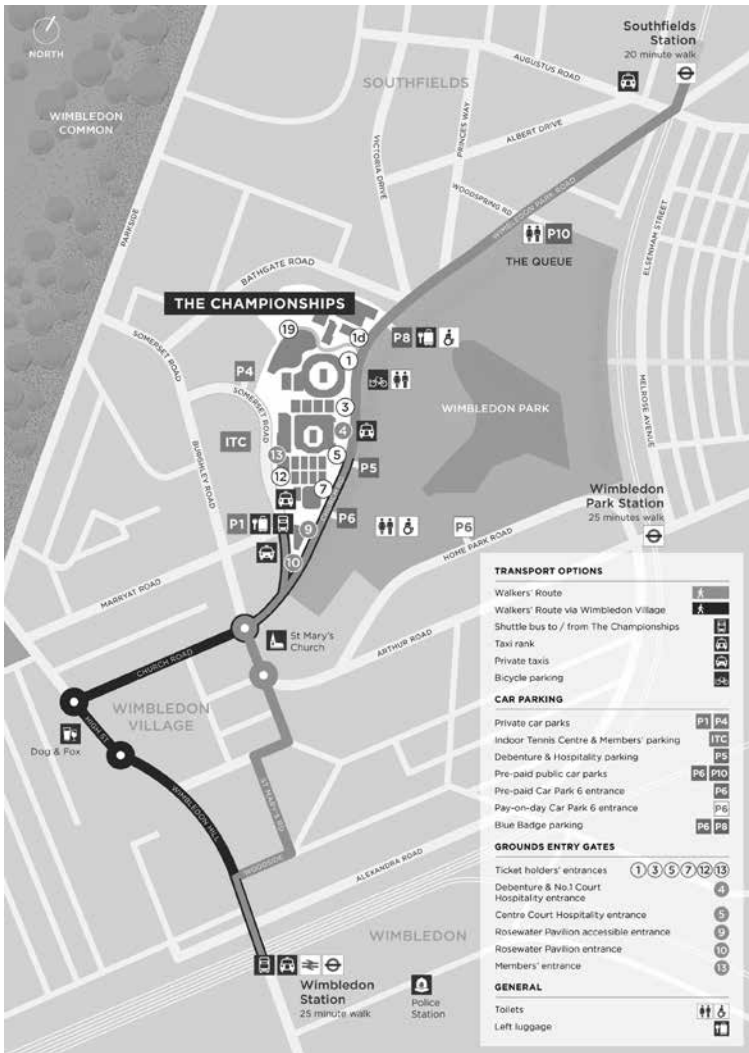 NORTH
WIMBLEDON
COMMON
SOUTHFIELDS
Southfields
Station
20 minute walk
AUGUSTUS ROAD
PRINCES WAY
ALBERT DRIVE
VICTORIA DRIVE
WOODSPRING RD
WIMBLEDON PARK ROAD
P10
THE QUEUE
ELSENHAM STREET
PARKSIDE
BATHGATE ROAD
THE CHAMPIONSHIPS
19
1d
P8
1
SOMERSET ROAD
P4
SOMERSET ROAD
3
WIMBLEDON PARK
MELROSE AVENUE
4
ITC
13
5
P5
BURGHLEY ROAD
12
7
Wimbledon
Park Station
25 minutes walk
P1
9
P6
P6
HOME PARK ROAD
10
MARRYAT ROAD
St Mary's
Church
ARTHUR ROAD
CHURCH ROAD
WIMBLEDON
VILLAGE
HIGH ST
Dog & Fox
WIMBLEDON HILL
ST MARY'S RD
WOODSIDE
ALEXANDRA ROAD
WIMBLEDON
Wimbledon
Station
25 minute walk
Police
Station
TRANSPORT OPTIONS
Walkers' Route
Walkers' Route via Wimbledon Village
Shuttle bus to / from The Championships
Taxi rank
Private taxis
Bicycle parking
CAR PARKING
Private car parks P1 P4
Indoor Tennis Centre & Members' parking ITC
Debenture & Hospitality parking P5
Pre-paid public car parks P6 P10
Pre-paid Car Park 6 entrance P6
Pay-on-day Car Park 6 entrance P6
Blue Badge parking P6 P8
GROUNDS ENTRY GATES
Ticket holders' entrances 1 3 5 7 12 13
Debenture & No.1 Court
Hospitality entrance 4
Centre Court Hospitality entrance 5
Rosewater Pavilion accessible entrance 9
Rosewater Pavilion entrance 10
Members' entrance 13
GENERAL
Toilets
Left luggage